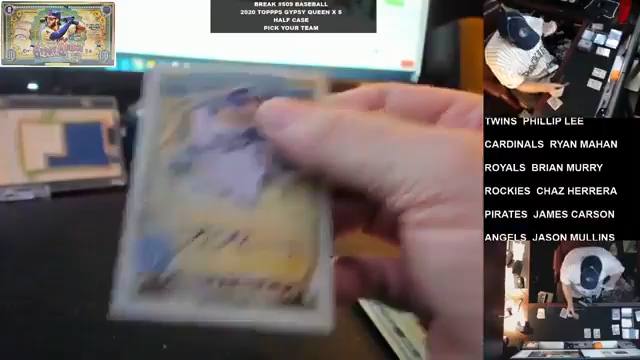 BREAK #509 BASEBALL
2020 TOPPPS GYPSY QUEEN X 5
HALF CASE
PICK YOUR TEAM
TWINS PHILLIP LEE
CARDINALS RYAN MAHAN
ROYALS BRIAN MURRY
ROCKIES CHAZ HERRERA
PIRATES JAMES CARSON
ANGELS JASON MULLINS